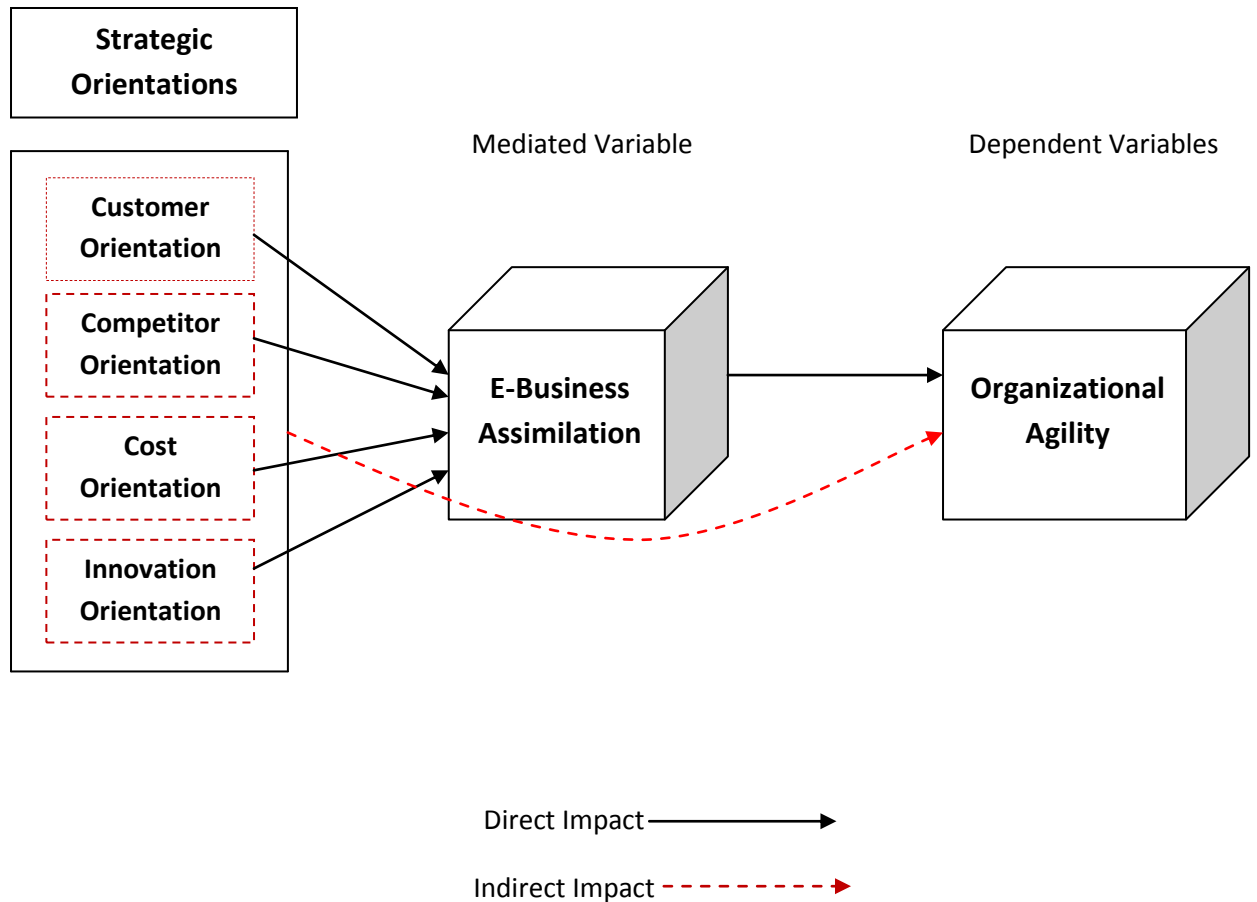 Strategic
Orientations
Mediated Variable
Dependent Variables
Customer
Orientation
Competitor
Orientation
Cost
Orientation
Innovation
Orientation
E-Business
Assimilation
Organizational
Agility
Direct Impact
Indirect Impact